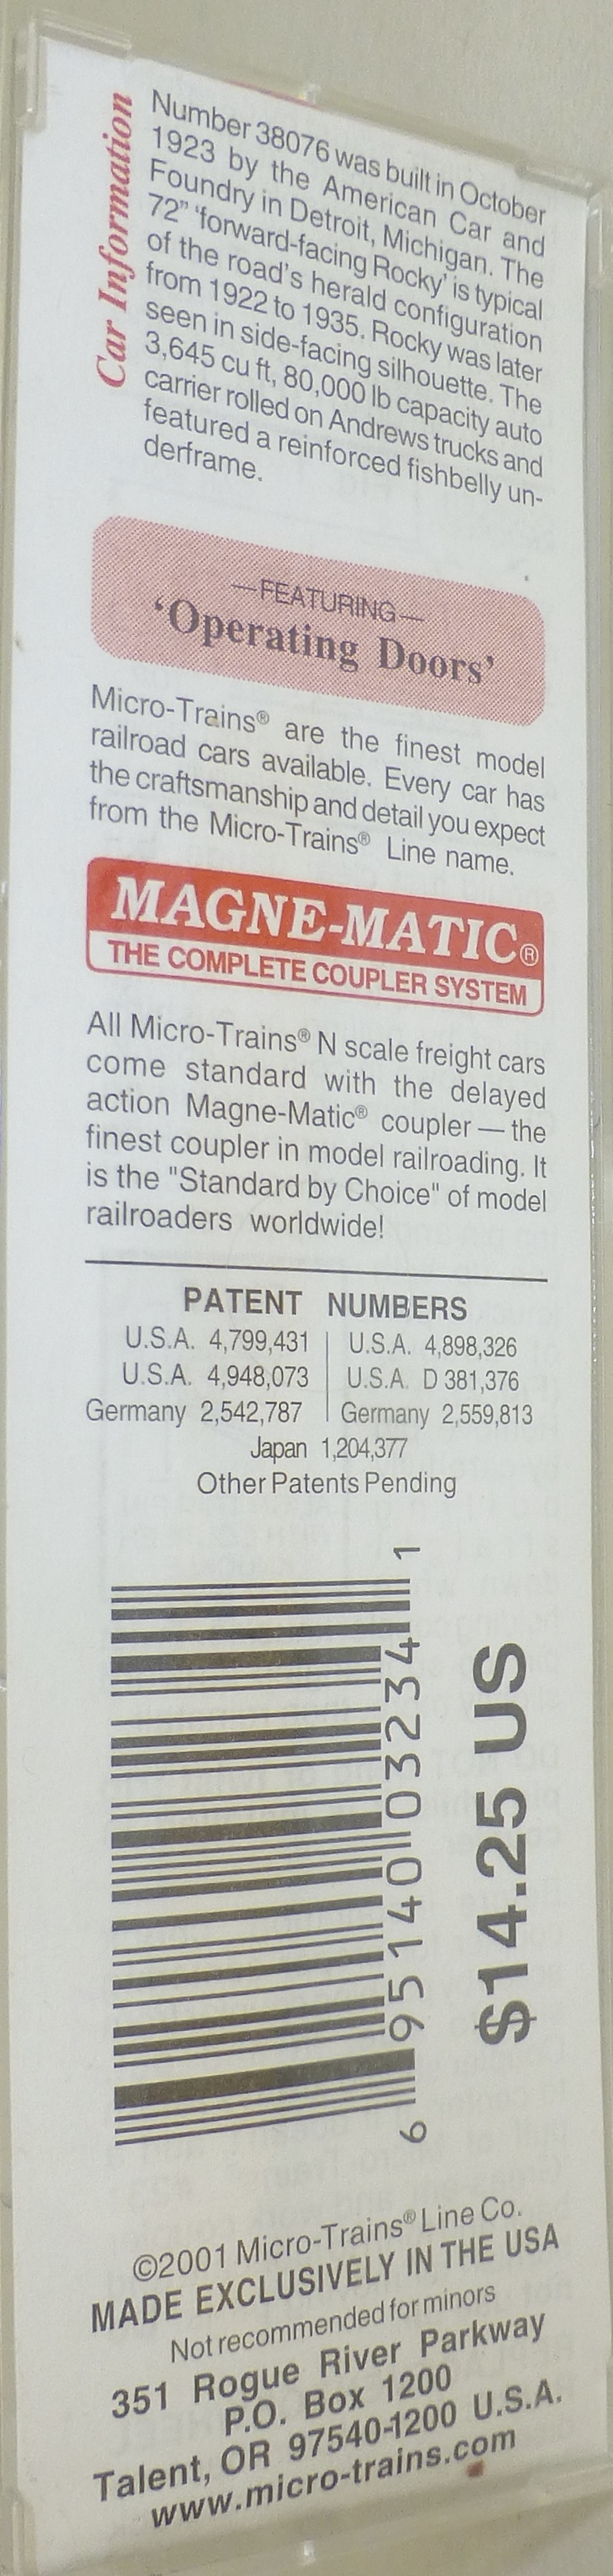 Car Information
Number 38076 was built in October
1923 by the American Car and
Foundry in Detroit, Michigan. The
72" 'forward-facing Rocky' is typical
of the road's herald configuration
from 1922 to 1935. Rocky was later
seen in side-facing silhouette. The
3,645 cu ft, 80,000 lb capacity auto
carrier rolled on Andrews trucks and
featured a reinforced fishbelly un-
derframe.
—FEATURING—
'Operating Doors'
Micro-Trains® are the finest model
railroad cars available. Every car has
the craftsmanship and detail you expect
from the Micro-Trains® Line name.
MAGNE-MATIC®
THE COMPLETE COUPLER SYSTEM
All Micro-Trains® N scale freight cars
come standard with the delayed
action Magne-Matic® coupler — the
finest coupler in model railroading. It
is the "Standard by Choice" of model
railroaders worldwide!
PATENT NUMBERS
U.S.A. 4,799,431 | U.S.A. 4,898,326
U.S.A. 4,948,073 | U.S.A. D 381,376
Germany 2,542,787 | Germany 2,559,813
Japan 1,204,377
Other Patents Pending
6 95140 03234 1
$14.25 US
©2001 Micro-Trains® Line Co.
MADE EXCLUSIVELY IN THE USA
Not recommended for minors
351 Rogue River Parkway
P.O. Box 1200
Talent, OR 97540-1200 U.S.A.
www.micro-trains.com